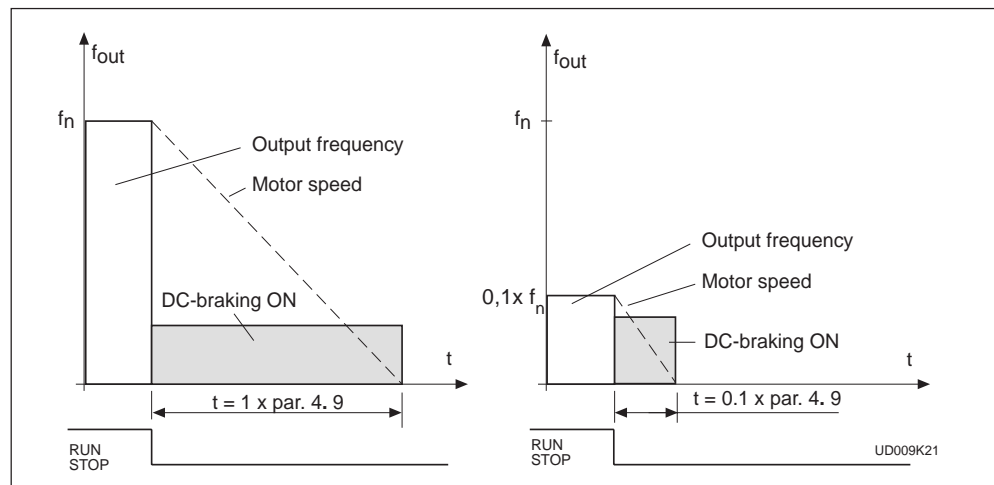 fout
fn
Output frequency
Motor speed
DC-braking ON
t
t = 1 x par. 4. 9
RUN
STOP
fout
fn
Output frequency
Motor speed
0,1x fn
DC-braking ON
t
t = 0.1 x par. 4. 9
RUN
STOP
UD009K21